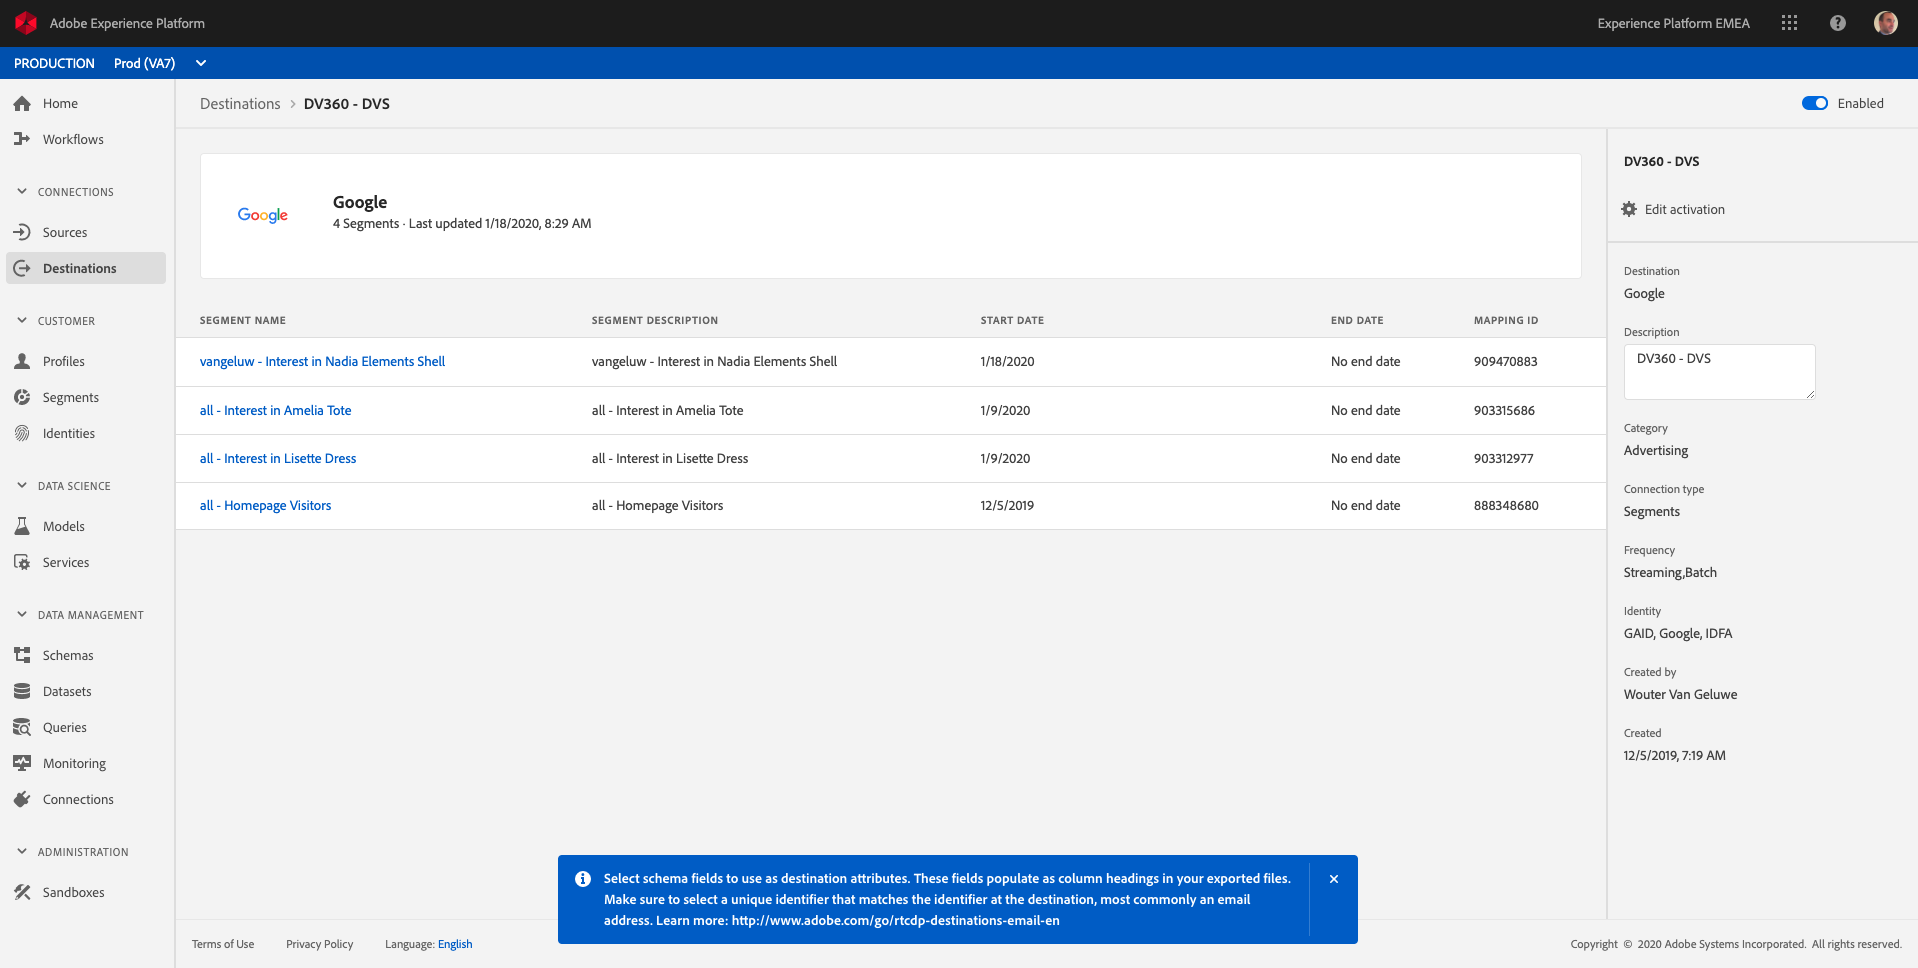 Adobe Experience Platform
Experience Platform EMEA
PRODUCTION Prod (VA7)
Home
Workflows
CONNECTIONS
Sources
Destinations
CUSTOMER
Profiles
Segments
Identities
DATA SCIENCE
Models
Services
DATA MANAGEMENT
Schemas
Datasets
Queries
Monitoring
Connections
ADMINISTRATION
Sandboxes
Destinations > DV360 - DVS
Enabled
Google
Google
4 Segments · Last updated 1/18/2020, 8:29 AM
SEGMENT NAME SEGMENT DESCRIPTION START DATE END DATE MAPPING ID
vangeluw - Interest in Nadia Elements Shell vangeluw - Interest in Nadia Elements Shell 1/18/2020 No end date 909470883
all - Interest in Amelia Tote all - Interest in Amelia Tote 1/9/2020 No end date 903315686
all - Interest in Lisette Dress all - Interest in Lisette Dress 1/9/2020 No end date 903312977
all - Homepage Visitors all - Homepage Visitors 12/5/2019 No end date 888348680
DV360 - DVS
Edit activation
Destination
Google
Description
DV360 - DVS
Category
Advertising
Connection type
Segments
Frequency
Streaming,Batch
Identity
GAID, Google, IDFA
Created by
Wouter Van Geluwe
Created
12/5/2019, 7:19 AM
Select schema fields to use as destination attributes. These fields populate as column headings in your exported files.
Make sure to select a unique identifier that matches the identifier at the destination, most commonly an email
address. Learn more: http://www.adobe.com/go/rtcdp-destinations-email-en
Terms of Use Privacy Policy Language: English
Copyright © 2020 Adobe Systems Incorporated. All rights reserved.